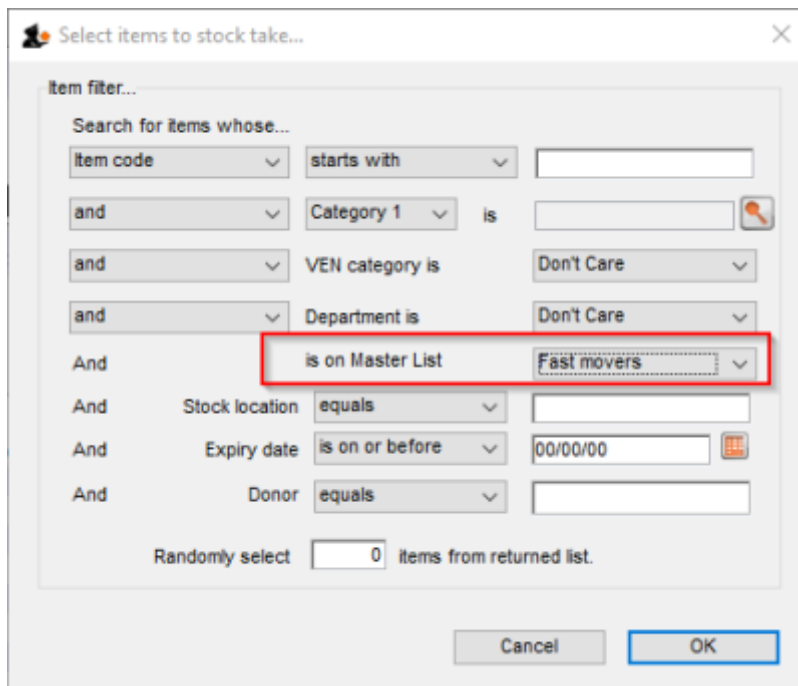 Select items to stock take...
Item filter...
Search for items whose...
Item code starts with
and Category 1 is
and VEN category is Don't Care
and Department is Don't Care
And is on Master List Fast movers
And Stock location equals
And Expiry date is on or before 00/00/00
And Donor equals
Randomly select 0 items from returned list.
Cancel OK